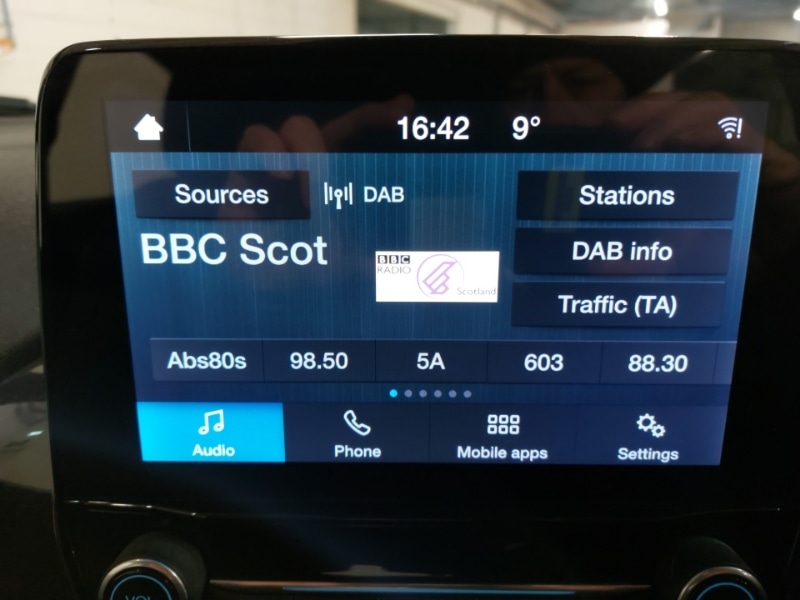 16:42 9°
Sources DAB Stations
BBC Scot
BBC
RADIO
Scotland
DAB info
Traffic (TA)
Abs80s 98.50 5A 603 88.30
Audio Phone Mobile apps Settings
VOL